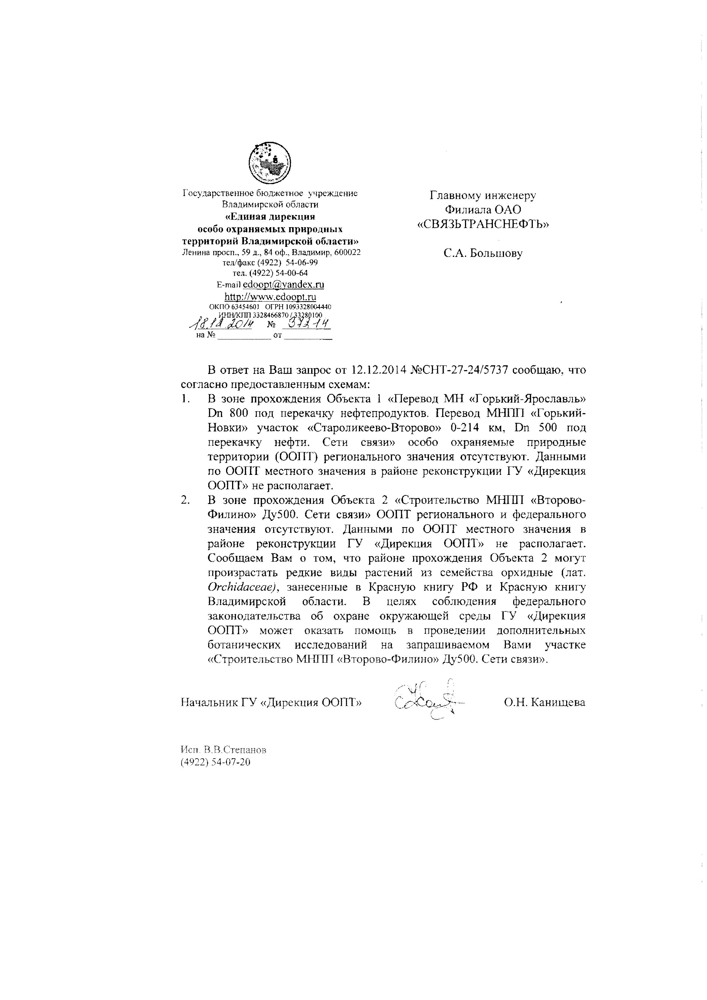 Государственное бюджетное учреждение
Владимирской области
«Единая дирекция
особо охраняемых природных
территорий Владимирской области»
Ленина просп., 59 д., 84 оф., Владимир, 600022
тел/факс (4922) 54-06-99
тел. (4922) 54-00-64
E-mail edoopt@yandex.ru
http://www.edoopt.ru
ОКПО 63454601 ОГРН 1093328004440
ИНН/КПП 3328466870 / 33280100
18.12.2014 №
на № ____________ от ___________
Главному инженеру
Филиала ОАО
«СВЯЗЬТРАНСНЕФТЬ»
С.А. Большову
В ответ на Ваш запрос от 12.12.2014 №СНТ-27-24/5737 сообщаю, что
согласно предоставленным схемам:
1. В зоне прохождения Объекта 1 «Перевод МН «Горький-Ярославль»
Dn 800 под перекачку нефтепродуктов. Перевод МНПП «Горький-
Новки» участок «Староликеево-Второво» 0-214 км, Dn 500 под
перекачку нефти. Сети связи» особо охраняемые природные
территории (ООПТ) регионального значения отсутствуют. Данными
по ООПТ местного значения в районе реконструкции ГУ «Дирекция
ООПТ» не располагает.
2. В зоне прохождения Объекта 2 «Строительство МНПП «Второво-
Филино» Ду500. Сети связи» ООПТ регионального и федерального
значения отсутствуют. Данными по ООПТ местного значения в
районе реконструкции ГУ «Дирекция ООПТ» не располагает.
Сообщаем Вам о том, что районе прохождения Объекта 2 могут
произрастать редкие виды растений из семейства орхидные (лат.
Orchidaceae), занесенные в Красную книгу РФ и Красную книгу
Владимирской области. В целях соблюдения федерального
законодательства об охране окружающей среды ГУ «Дирекция
ООПТ» может оказать помощь в проведении дополнительных
ботанических исследований на запрашиваемом Вами участке
«Строительство МНПП «Второво-Филино» Ду500. Сети связи».
Начальник ГУ «Дирекция ООПТ» О.Н. Канищева
Исп. В.В.Степанов
(4922) 54-07-20